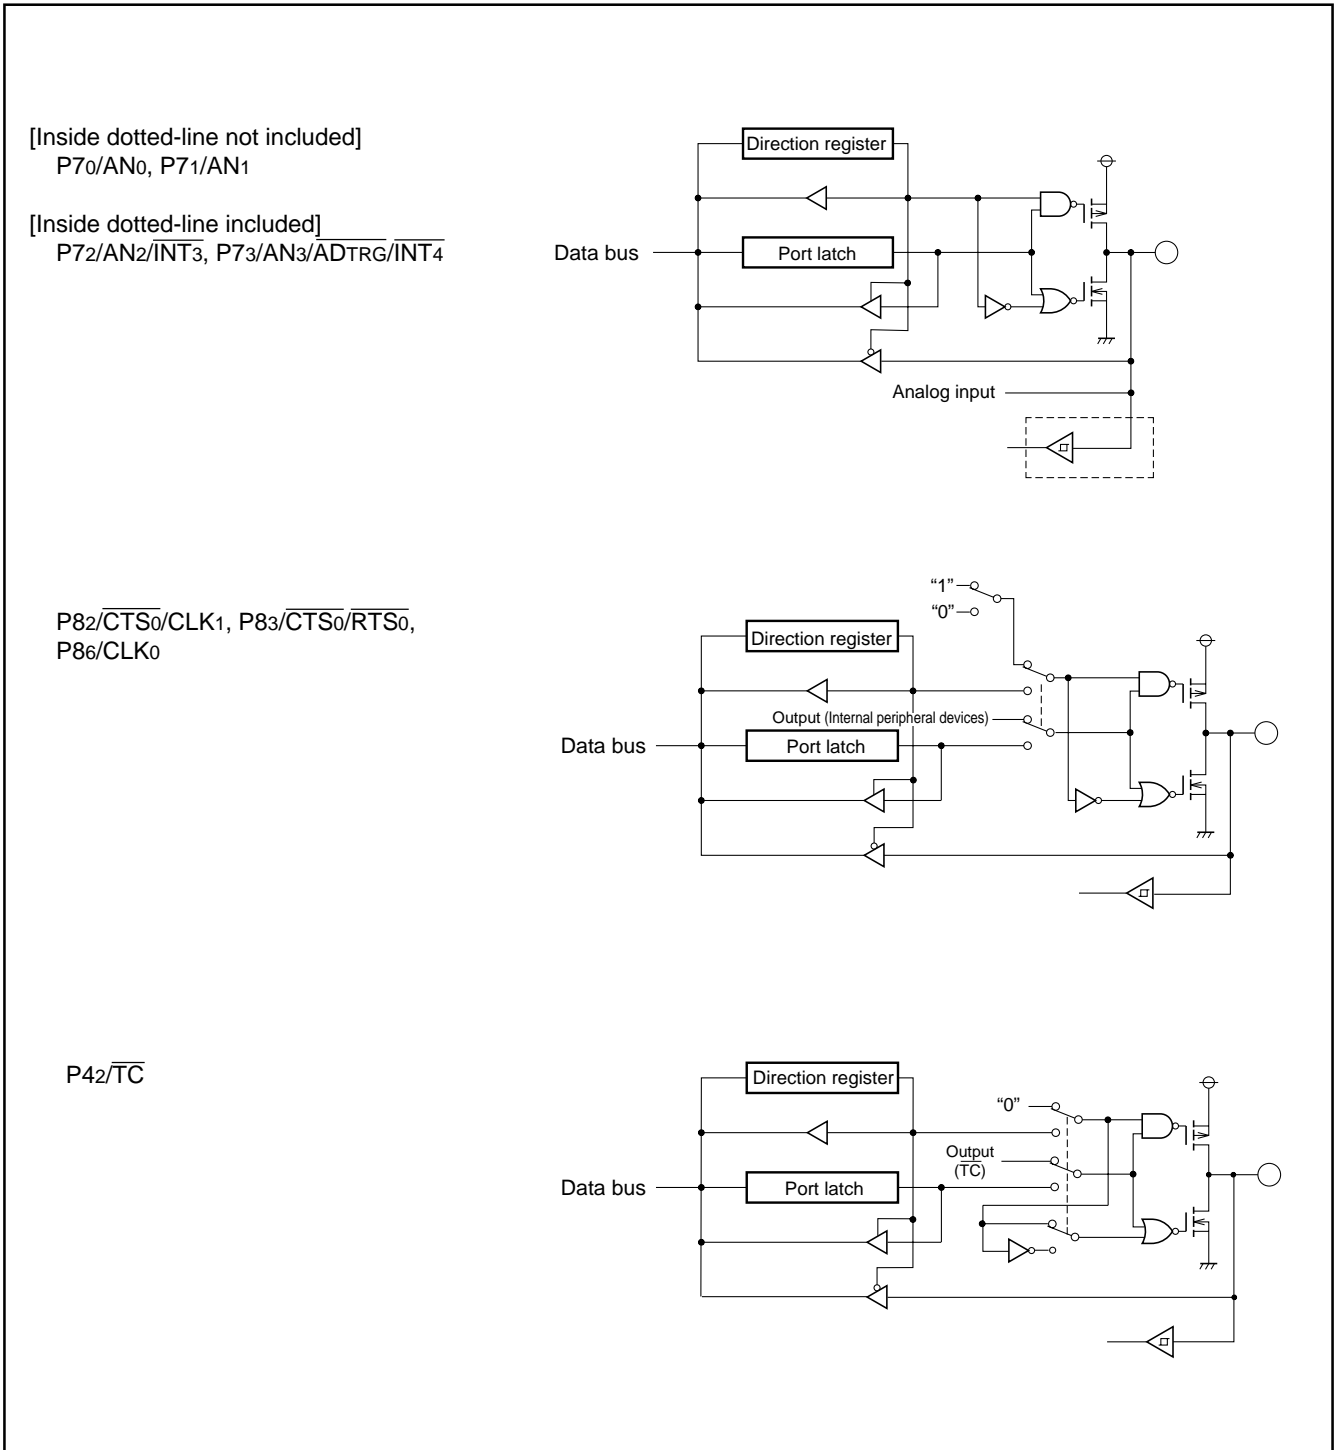 [Inside dotted-line not included]
P70/AN0, P71/AN1
[Inside dotted-line included]
P72/AN2/INT3, P73/AN3/ADTRG/INT4
Direction register
Data bus
Port latch
Analog input
P82/CTS0/CLK1, P83/CTS0/RTS0,
P86/CLK0
“1”
“0”
Direction register
Output (Internal peripheral devices)
Data bus
Port latch
P42/TC
Direction register
“0”
Output
(TC)
Data bus
Port latch